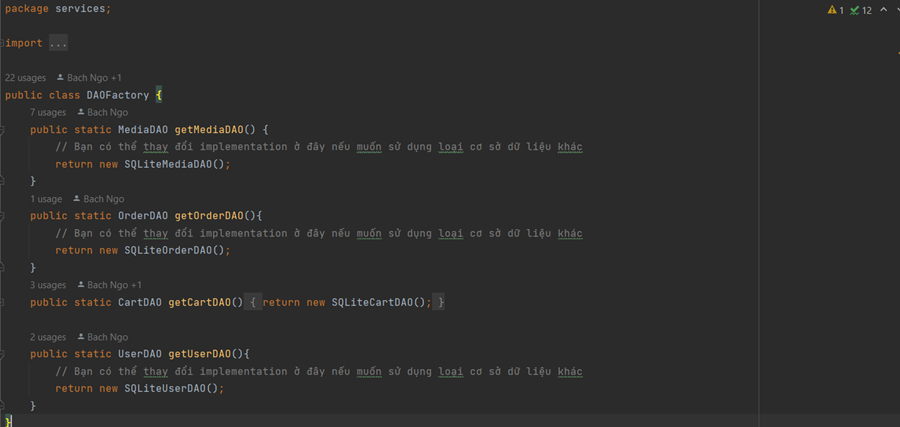 package services;
1 12
import ...
22 usages Bach Ngo +1
public class DAOFactory {
7 usages Bach Ngo
public static MediaDAO getMediaDAO() {
// Bạn có thể thay đổi implementation ở đây nếu muốn sử dụng loại cơ sở dữ liệu khác
return new SQLiteMediaDAO();
}
1 usage Bach Ngo
public static OrderDAO getOrderDAO(){
// Bạn có thể thay đổi implementation ở đây nếu muốn sử dụng loại cơ sở dữ liệu khác
return new SQLiteOrderDAO();
}
3 usages Bach Ngo +1
public static CartDAO getCartDAO() { return new SQLiteCartDAO(); }
2 usages Bach Ngo
public static UserDAO getUserDAO(){
// Bạn có thể thay đổi implementation ở đây nếu muốn sử dụng loại cơ sở dữ liệu khác
return new SQLiteUserDAO();
}
}